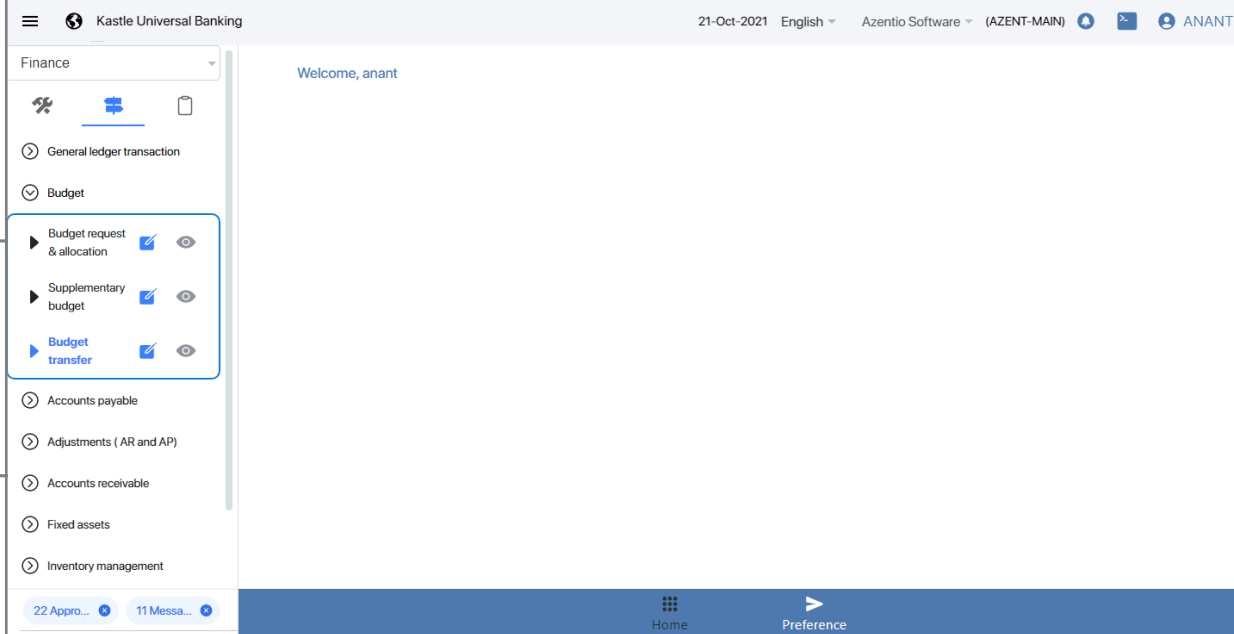 Kastle Universal Banking
21-Oct-2021 English Azentio Software (AZENT-MAIN) ANANT
Finance
Welcome, anant
General ledger transaction
Budget
Budget request
& allocation
Supplementary
budget
Budget
transfer
Accounts payable
Adjustments ( AR and AP)
Accounts receivable
Fixed assets
Inventory management
22 Appro... 11 Messa...
Home Preference